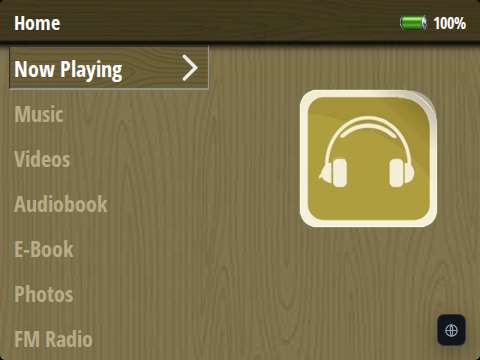 Home
100%
Now Playing
Music
Videos
Audiobook
E-Book
Photos
FM Radio